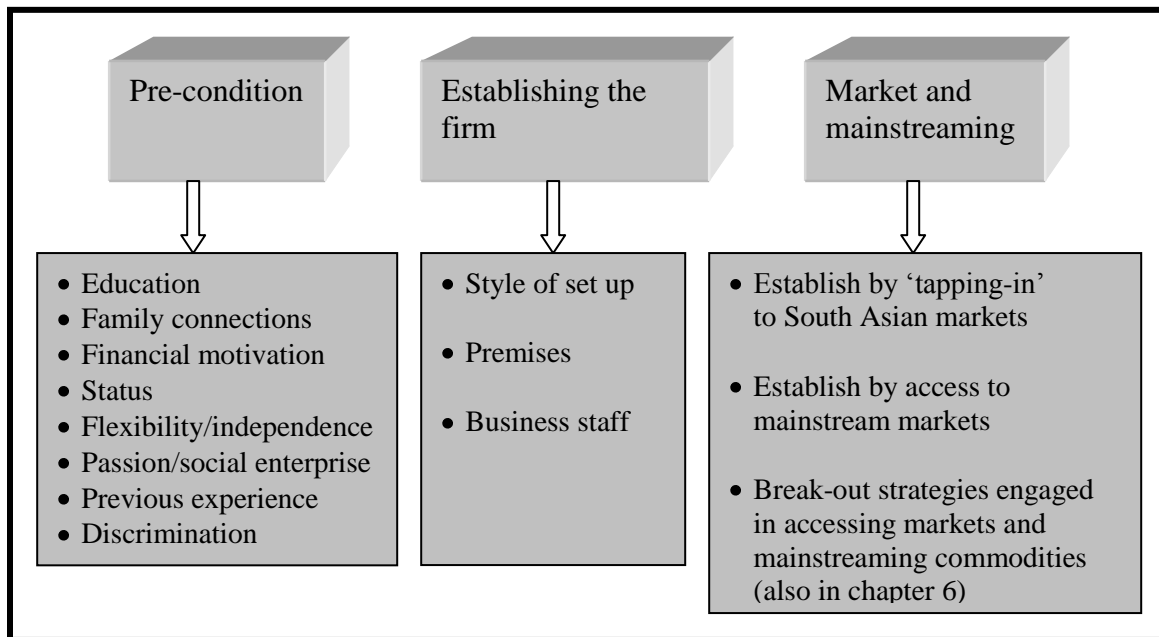 Pre-condition
Establishing the
firm
Market and
mainstreaming
• Education
• Family connections
• Financial motivation
• Status
• Flexibility/independence
• Passion/social enterprise
• Previous experience
• Discrimination
• Style of set up
• Premises
• Business staff
• Establish by ‘tapping-in’
to South Asian markets
• Establish by access to
mainstream markets
• Break-out strategies engaged
in accessing markets and
mainstreaming commodities
(also in chapter 6)